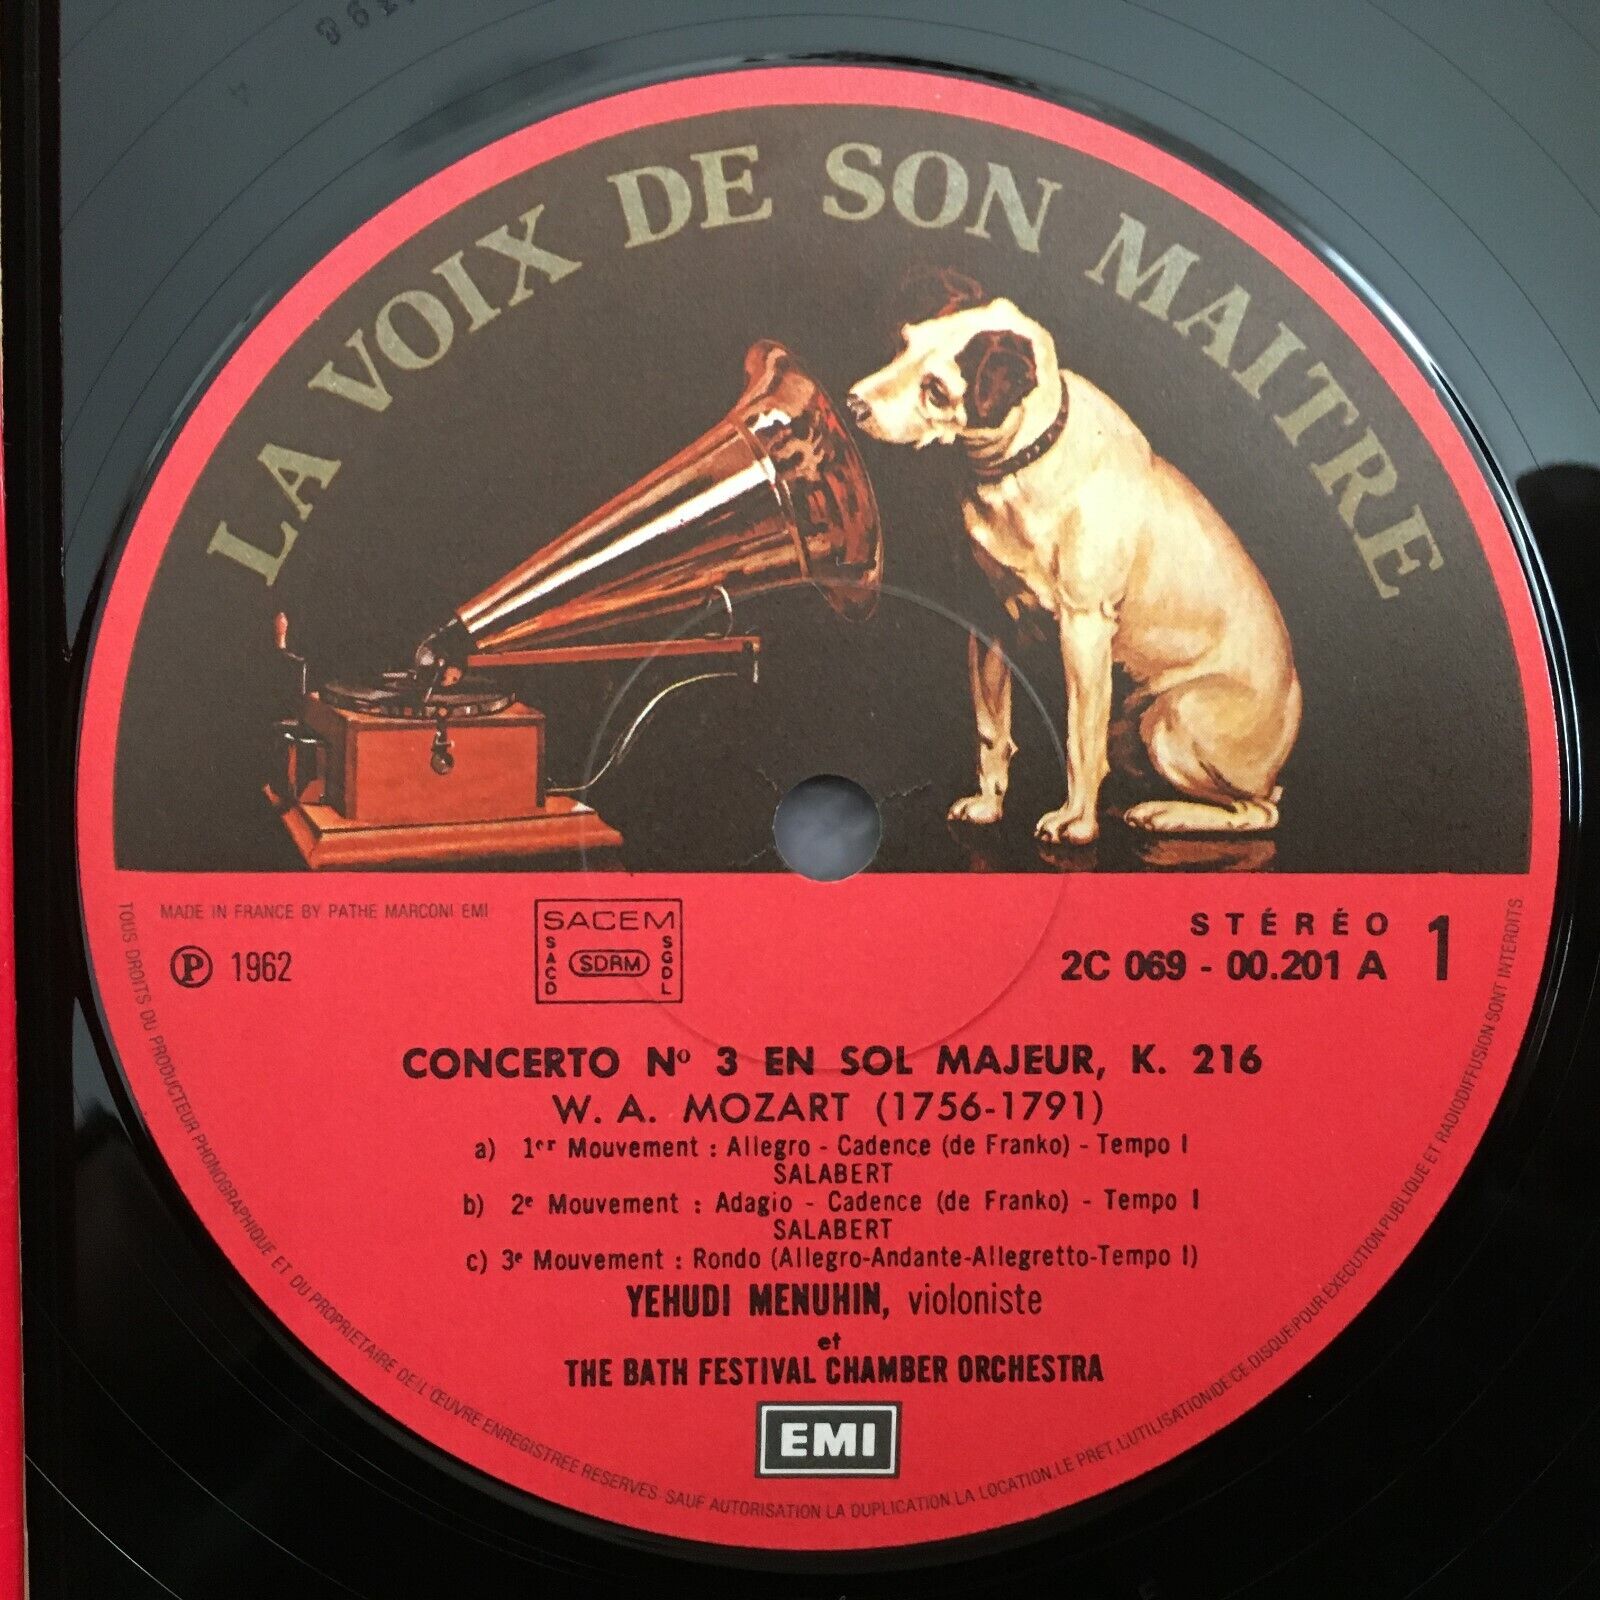 LA VOIX DE SON MAITRE
MADE IN FRANCE BY PATHE MARCONI EMI
Ⓟ 1962
SACEM
SACD
SDRM
SGDL
STÉRÉO
2C 069 - 00.201 A
1
CONCERTO Nº 3 EN SOL MAJEUR, K. 216
W. A. MOZART (1756-1791)
a) 1er Mouvement : Allegro - Cadence (de Franko) - Tempo I
SALABERT
b) 2e Mouvement : Adagio - Cadence (de Franko) - Tempo I
SALABERT
c) 3e Mouvement : Rondo (Allegro-Andante-Allegretto-Tempo I)
YEHUDI MENUHIN, violoniste
et
THE BATH FESTIVAL CHAMBER ORCHESTRA
EMI
TOUS DROITS DU PRODUCTEUR PHONOGRAPHIQUE ET DU PROPRIETAIRE DE L'ŒUVRE ENREGISTREE RESERVES. SAUF AUTORISATION LA DUPLICATION, LA LOCATION, LE PRET, L'UTILISATION DE CE DISQUE POUR EXECUTION PUBLIQUE ET RADIODIFFUSION SONT INTERDITS
4